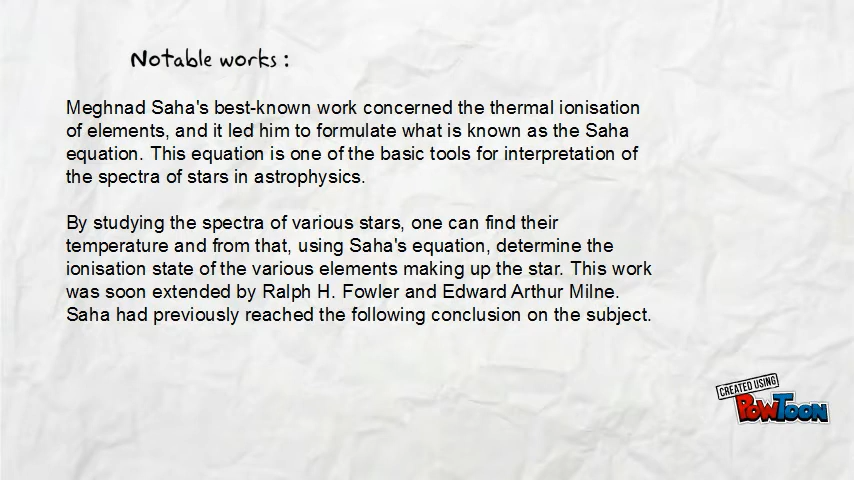 Notable works :
Meghnad Saha's best-known work concerned the thermal ionisation
of elements, and it led him to formulate what is known as the Saha
equation. This equation is one of the basic tools for interpretation of
the spectra of stars in astrophysics.
By studying the spectra of various stars, one can find their
temperature and from that, using Saha's equation, determine the
ionisation state of the various elements making up the star. This work
was soon extended by Ralph H. Fowler and Edward Arthur Milne.
Saha had previously reached the following conclusion on the subject.
CREATED USING
POWTOON